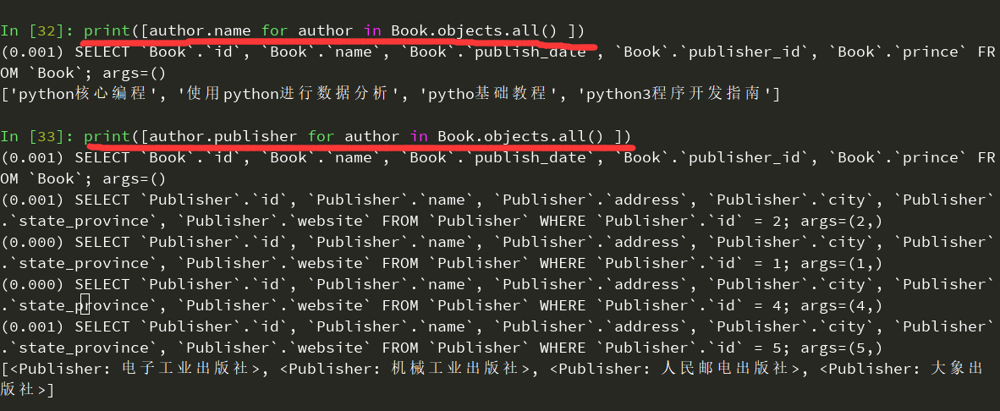 In [32]: print([author.name for author in Book.objects.all() ])
(0.001) SELECT `Book`.`id`, `Book`.`name`, `Book`.`publish_date`, `Book`.`publisher_id`, `Book`.`prince` FR
OM `Book`; args=()
['python核心编程', '使用python进行数据分析', 'pytho基础教程', 'python3程序开发指南']
In [33]: print([author.publisher for author in Book.objects.all() ])
(0.001) SELECT `Book`.`id`, `Book`.`name`, `Book`.`publish_date`, `Book`.`publisher_id`, `Book`.`prince` FR
OM `Book`; args=()
(0.001) SELECT `Publisher`.`id`, `Publisher`.`name`, `Publisher`.`address`, `Publisher`.`city`, `Publisher`
.`state_province`, `Publisher`.`website` FROM `Publisher` WHERE `Publisher`.`id` = 2; args=(2,)
(0.000) SELECT `Publisher`.`id`, `Publisher`.`name`, `Publisher`.`address`, `Publisher`.`city`, `Publisher`
.`state_province`, `Publisher`.`website` FROM `Publisher` WHERE `Publisher`.`id` = 1; args=(1,)
(0.000) SELECT `Publisher`.`id`, `Publisher`.`name`, `Publisher`.`address`, `Publisher`.`city`, `Publisher`
.`state_province`, `Publisher`.`website` FROM `Publisher` WHERE `Publisher`.`id` = 4; args=(4,)
(0.001) SELECT `Publisher`.`id`, `Publisher`.`name`, `Publisher`.`address`, `Publisher`.`city`, `Publisher`
.`state_province`, `Publisher`.`website` FROM `Publisher` WHERE `Publisher`.`id` = 5; args=(5,)
[<Publisher: 电子工业出版社>, <Publisher: 机械工业出版社>, <Publisher: 人民邮电出版社>, <Publisher: 大象出
版社>]